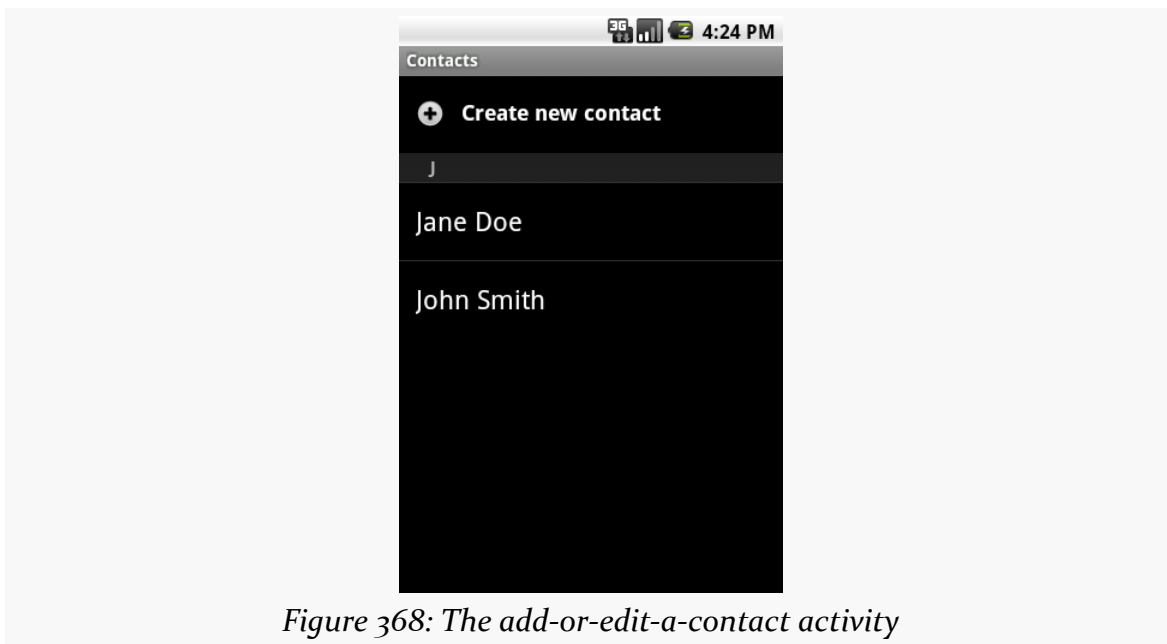 3G 4:24 PM
Contacts
Create new contact
J
Jane Doe
John Smith
Figure 368: The add-or-edit-a-contact activity